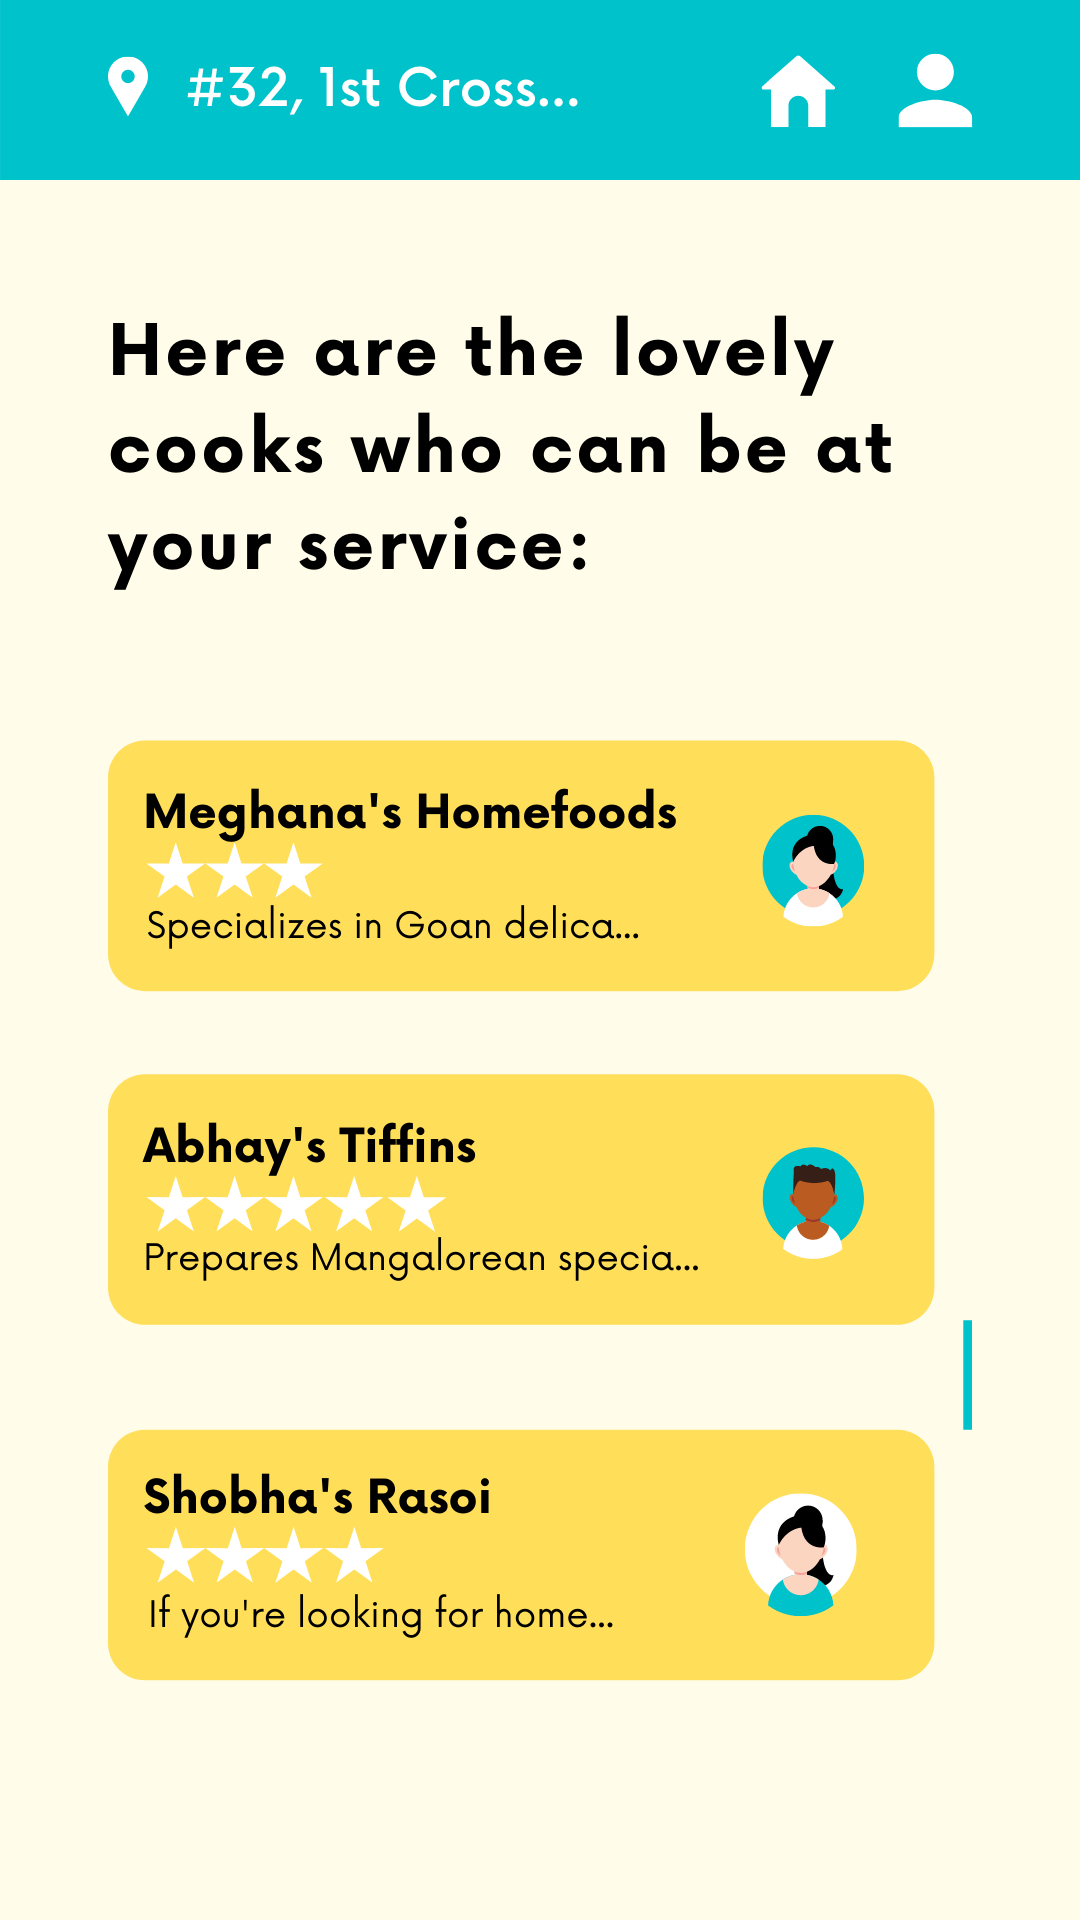 #32, 1st Cross...
Here are the lovely
cooks who can be at
your service:
Meghana's Homefoods
Specializes in Goan delica...
Abhay's Tiffins
Prepares Mangalorean specia...
Shobha's Rasoi
If you're looking for home...